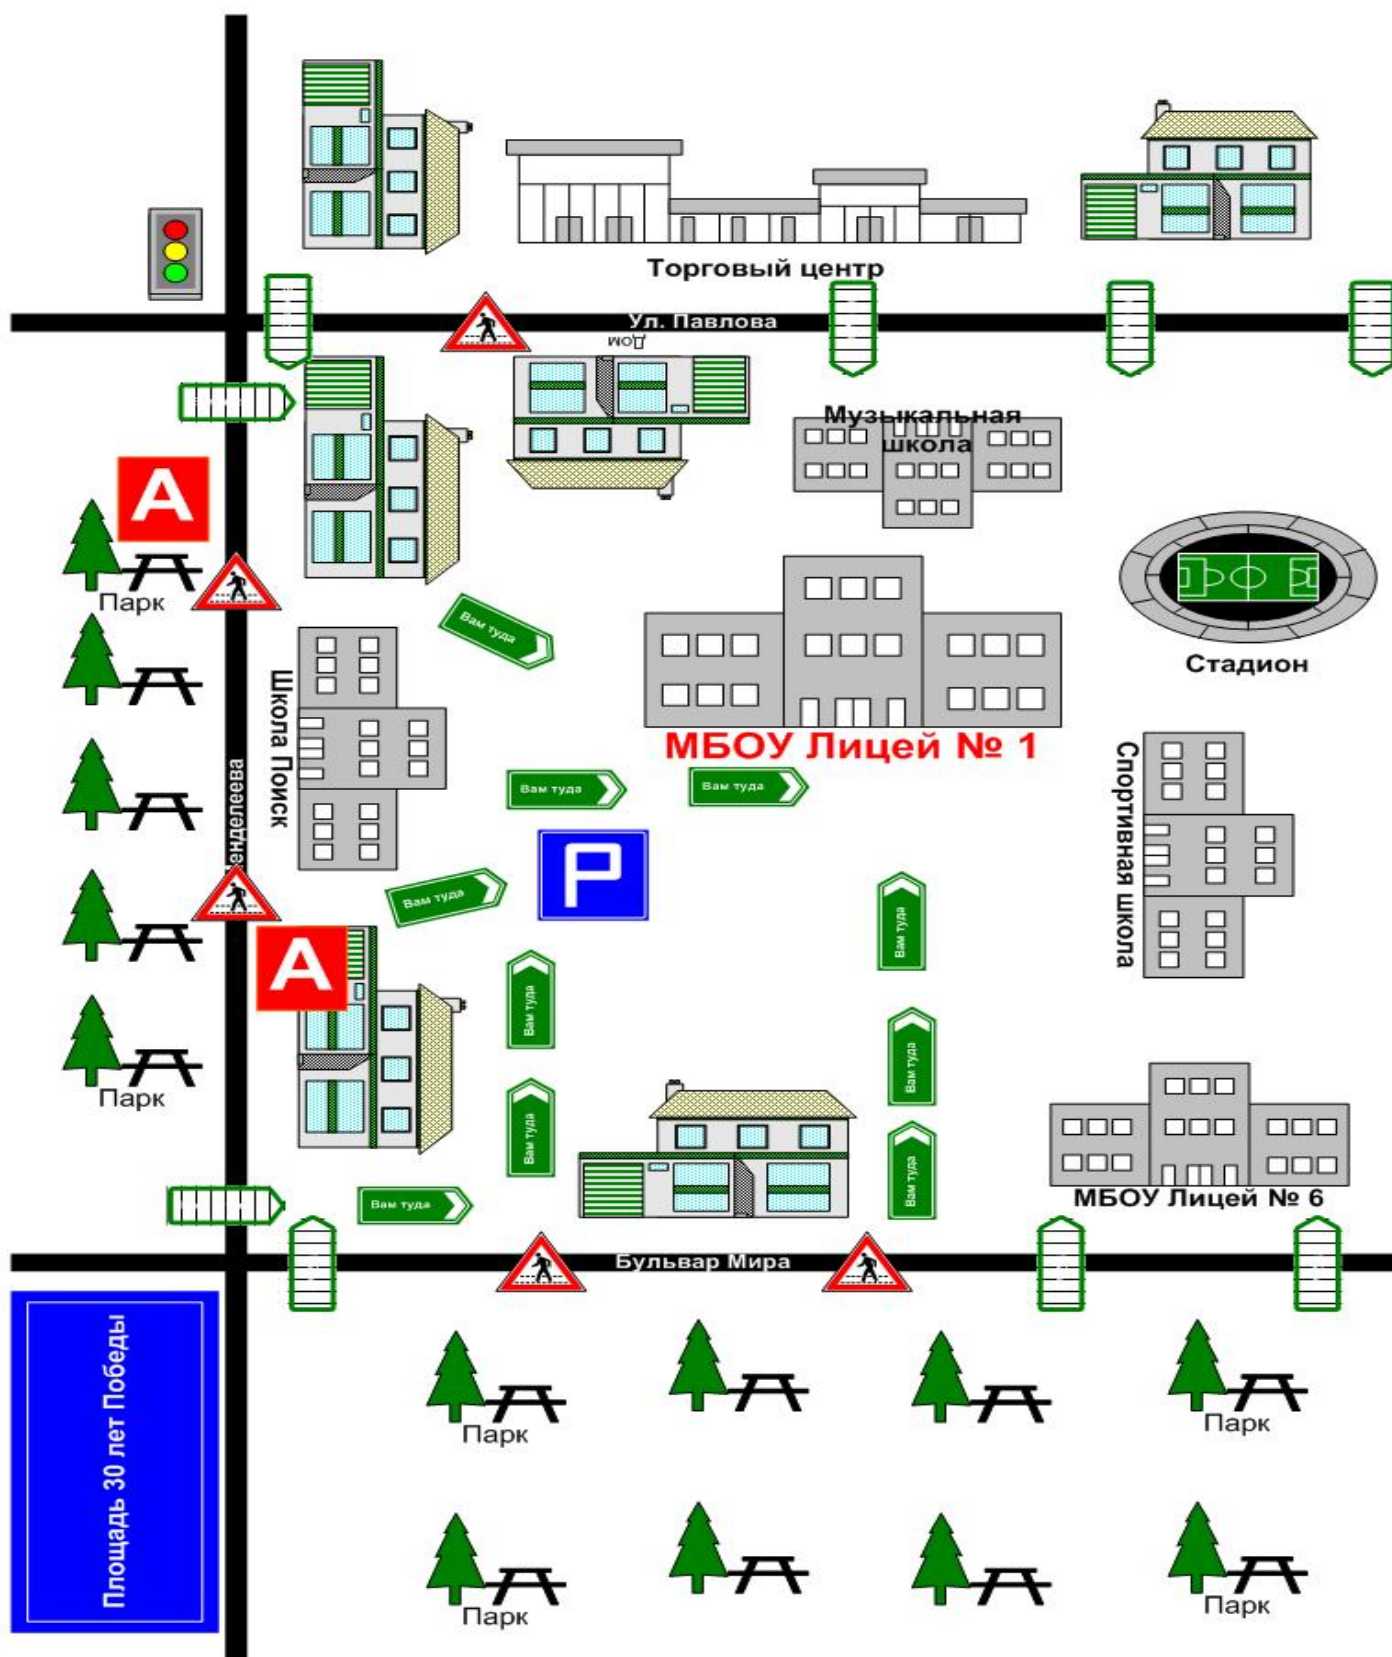 Торговый центр
Ул. Павлова
Дом
Музыкальная
школа
А
Парк
Вам туда
Стадион
Школа Поиск
МБОУ Лицей № 1
Спортивная школа
Вам туда
Вам туда
енделеева
P
Вам туда
Вам туда
А
Вам туда
Вам туда
Парк
Вам туда
Вам туда
Вам туда
МБОУ Лицей № 6
Бульвар Мира
Площадь 30 лет Победы
Парк
Парк
Парк
Парк